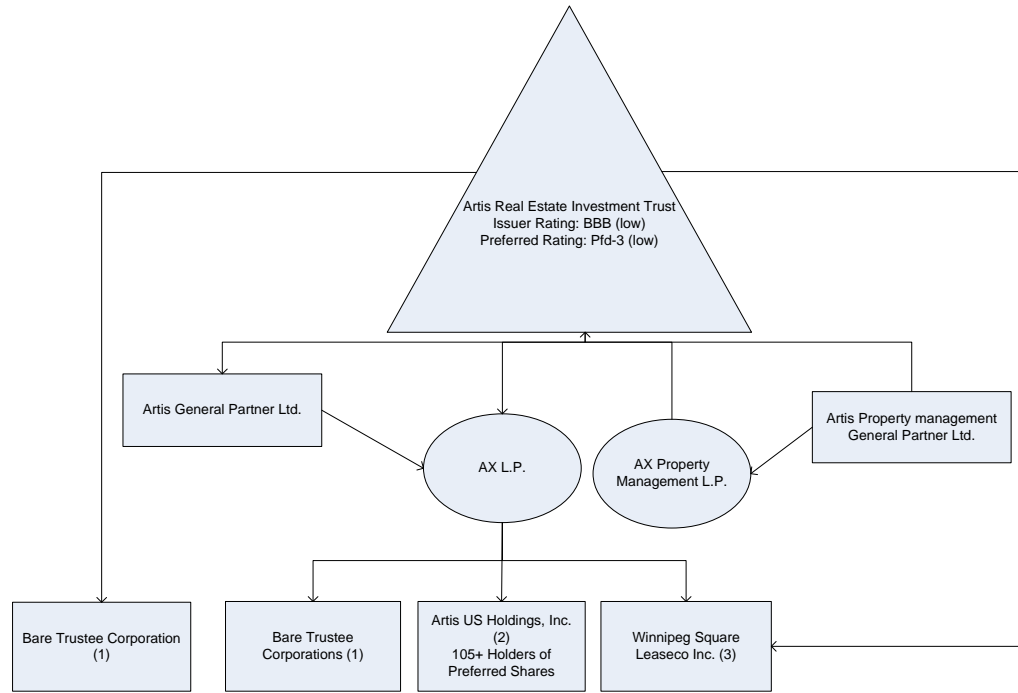 Artis Real Estate Investment Trust
Issuer Rating: BBB (low)
Preferred Rating: Pfd-3 (low)
Artis General Partner Ltd.
AX L.P.
AX Property
Management L.P.
Artis Property management
General Partner Ltd.
Bare Trustee Corporation
(1)
Bare Trustee
Corporations (1)
Artis US Holdings, Inc.
(2)
105+ Holders of
Preferred Shares
Winnipeg Square
Leaseco Inc. (3)